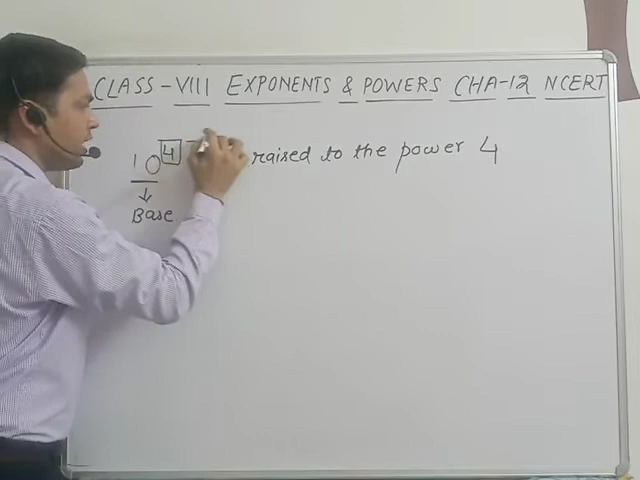 CLASS - VIII EXPONENTS & POWERS CHA-12 NCERT
10 4 raised to the power 4
Base